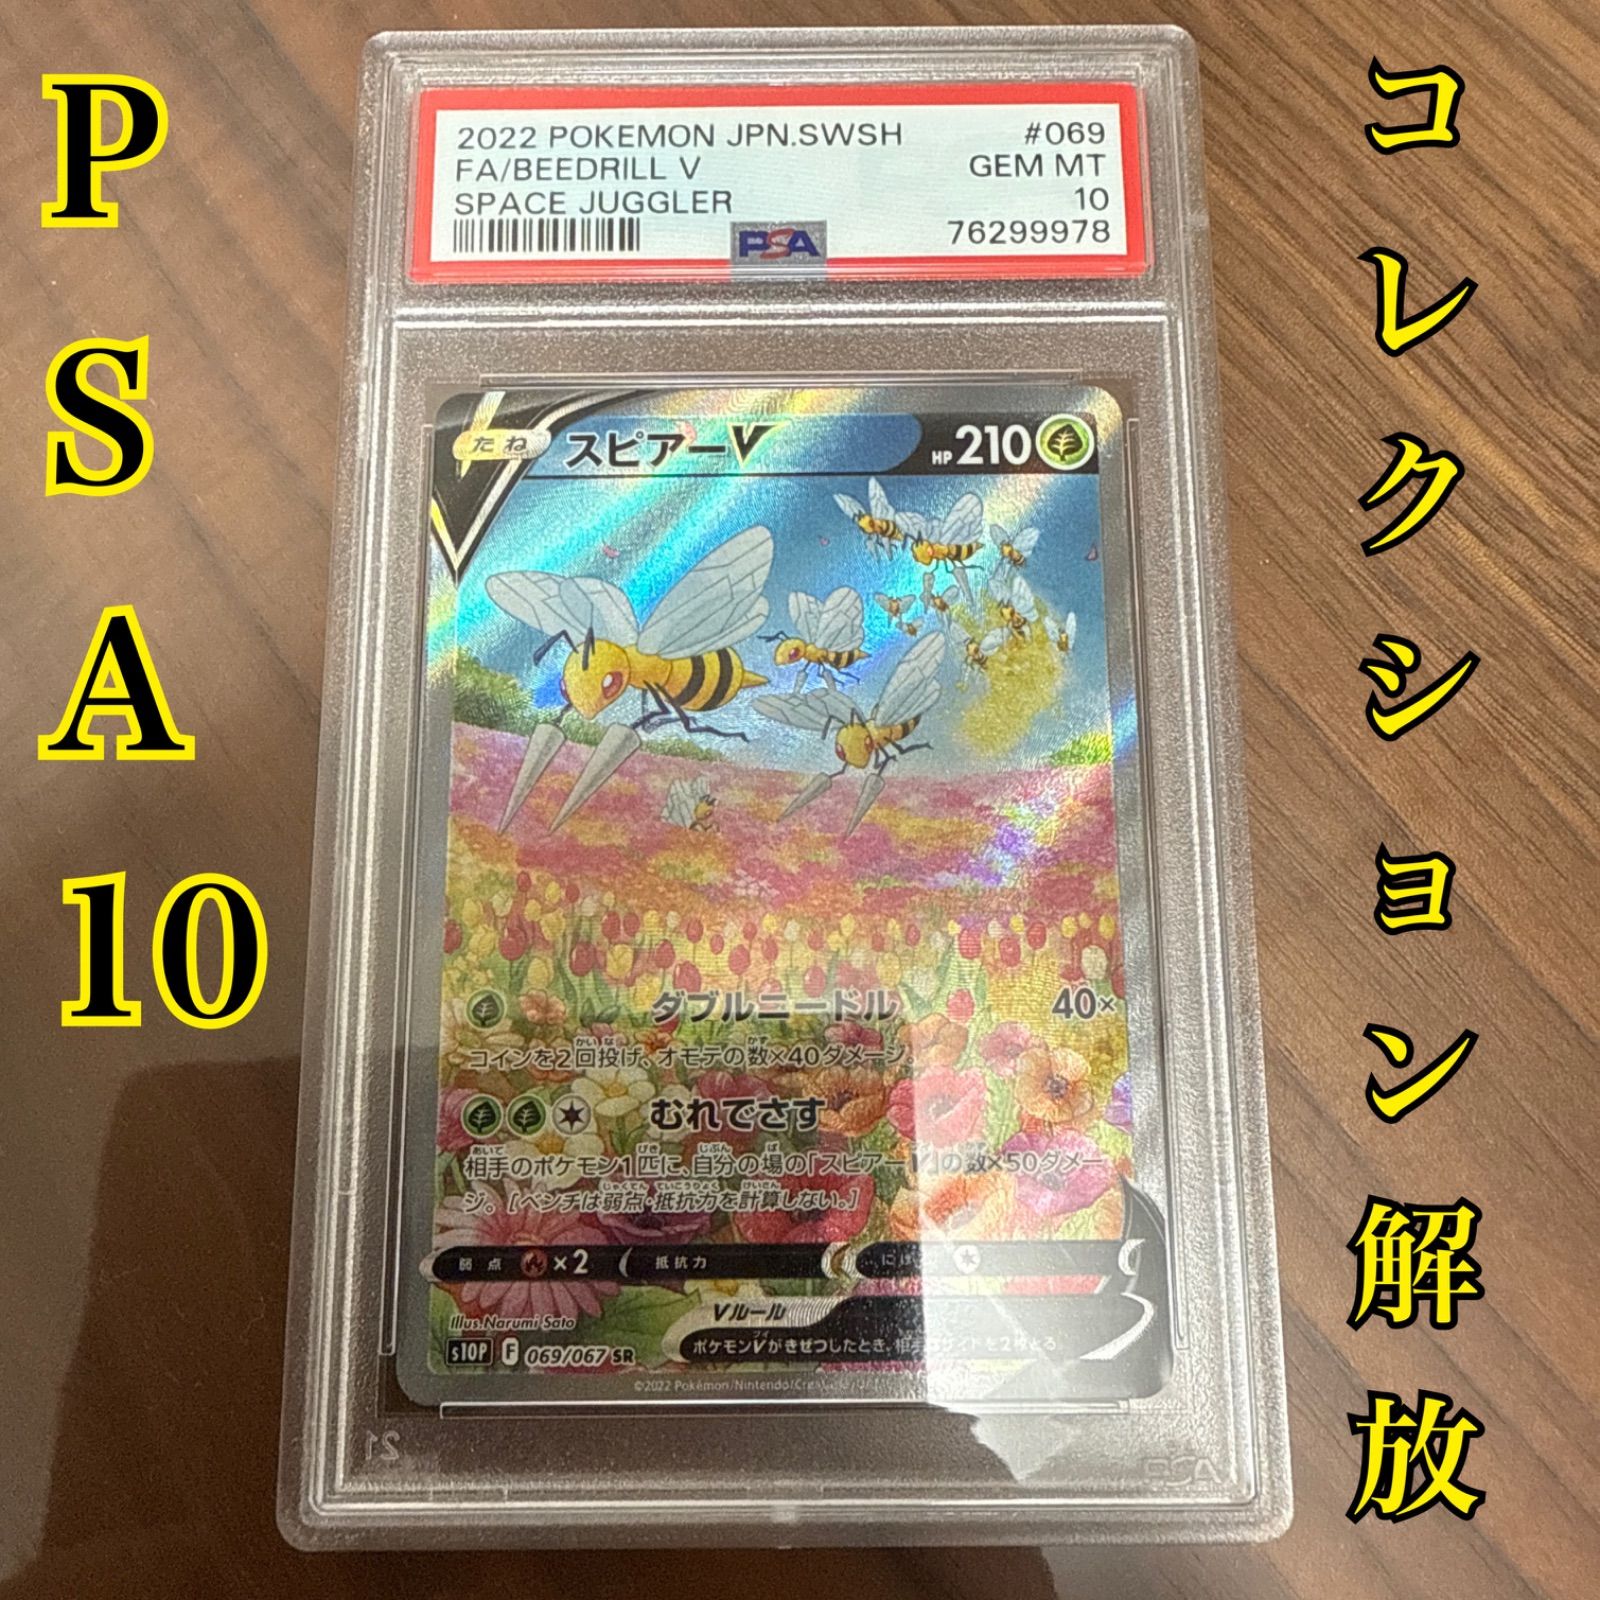 PSA10
コレクション解放
2022 POKEMON JPN.SWSH #069
FA/BEEDRILL V GEM MT
SPACE JUGGLER 10
76299978
PSA
たね スピアーV HP 210
ダブルニードル 40×
コインを2回投げ、オモテの数×40ダメージ。
むれでさす
相手のポケモン1匹に、自分の場の「スピアーV」の数×50ダメー
ジ。[ベンチは弱点・抵抗力を計算しない。]
弱点 ×2 抵抗力 にげ
Illus. Narumi Sato
Vルール
ポケモンVがきぜつしたとき、相手はサイドを2枚とる
s10P F 069/067 SR
©2022 Pokémon/Nintendo/Creatures